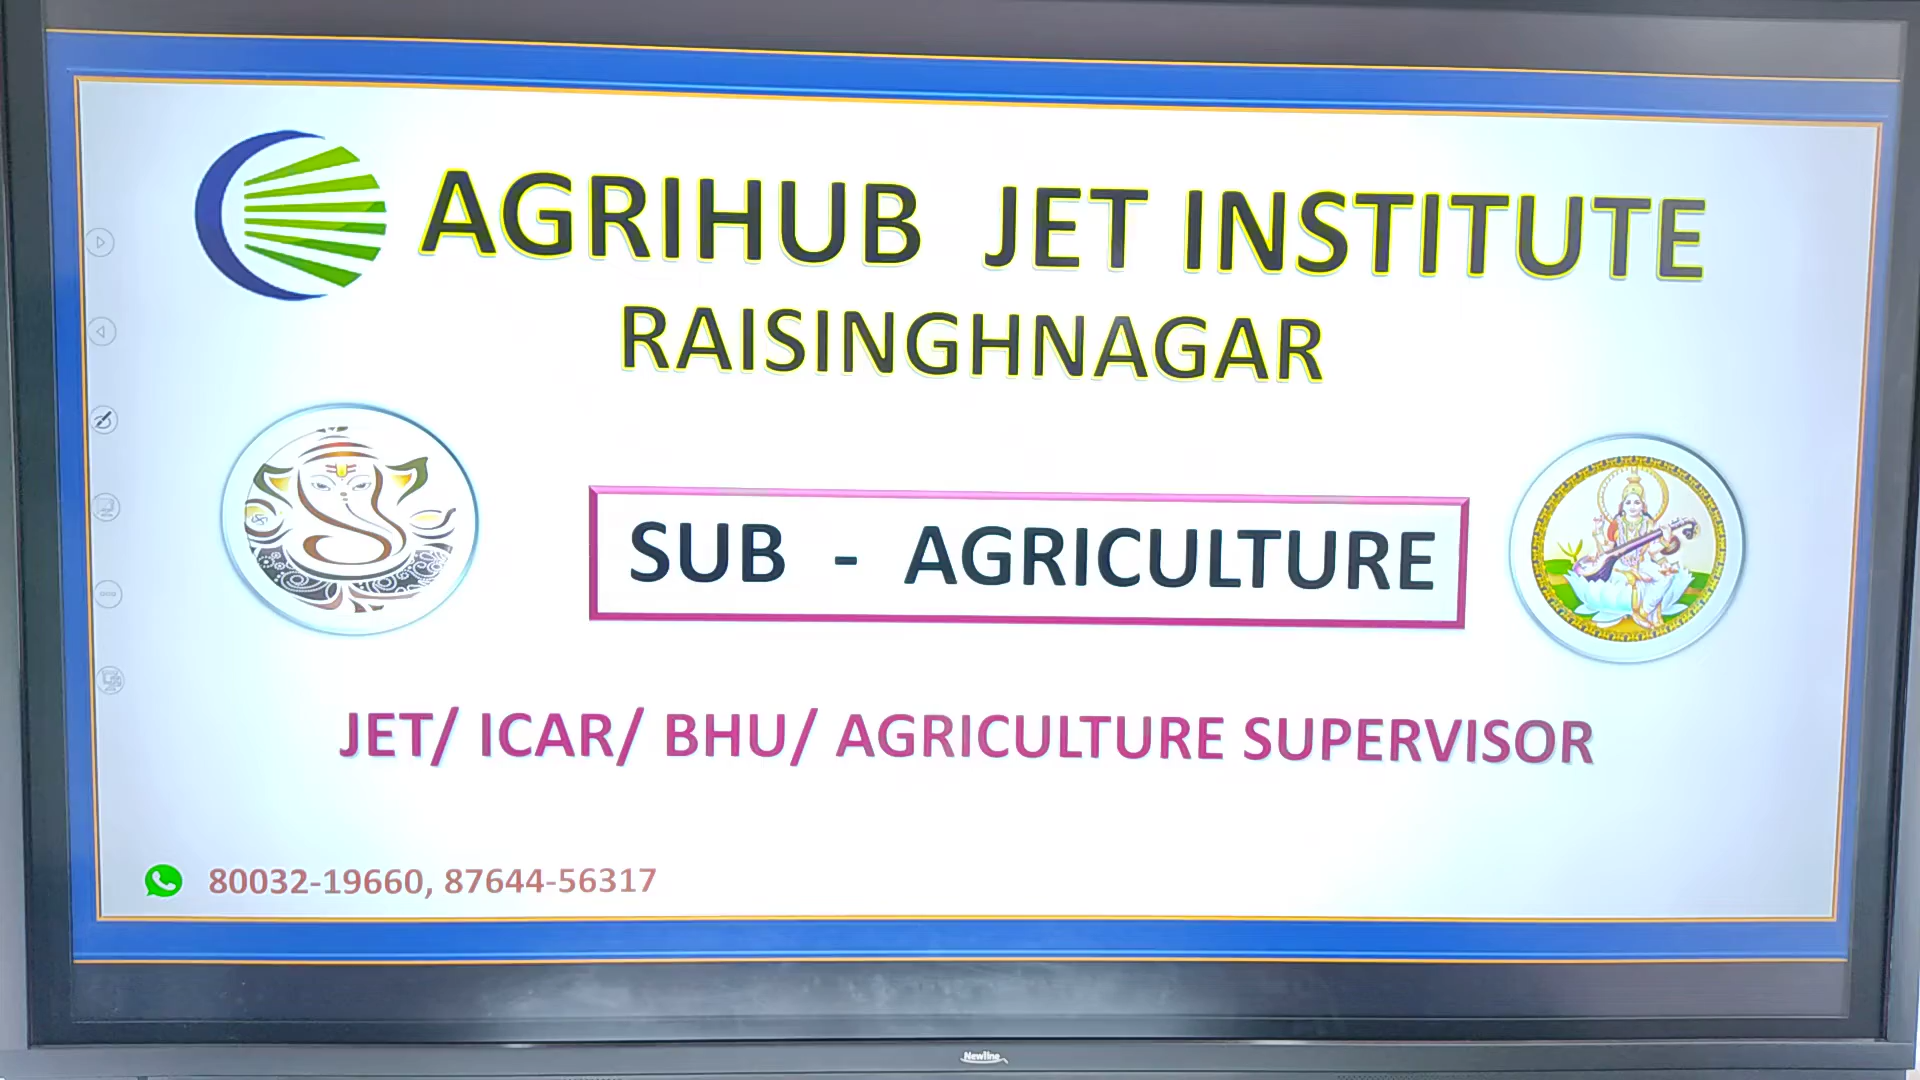 AGRIHUB JET INSTITUTE
RAISINGHNAGAR
SUB - AGRICULTURE
JET/ ICAR/ BHU/ AGRICULTURE SUPERVISOR
80032-19660, 87644-56317
Newline